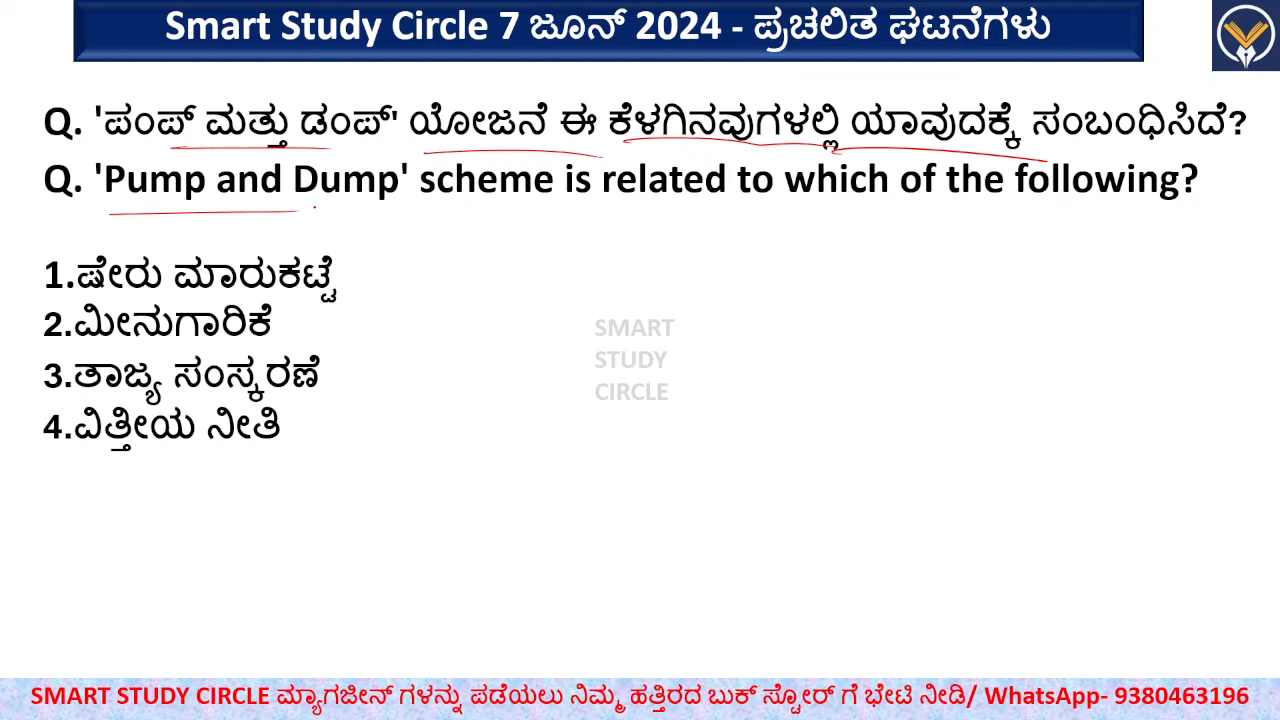 Smart Study Circle 7 ಜೂನ್ 2024 - ಪ್ರಚಲಿತ ಘಟನೆಗಳು
Q. 'ಪಂಪ್ ಮತ್ತು ಡಂಪ್' ಯೋಜನೆ ಈ ಕೆಳಗಿನವುಗಳಲ್ಲಿ ಯಾವುದಕ್ಕೆ ಸಂಬಂಧಿಸಿದೆ?
Q. 'Pump and Dump' scheme is related to which of the following?
1.ಷೇರು ಮಾರುಕಟ್ಟೆ
2.ಮೀನುಗಾರಿಕೆ
3.ತಾಜ್ಯ ಸಂಸ್ಕರಣೆ
4.ವಿತ್ತೀಯ ನೀತಿ
SMART
STUDY
CIRCLE
SMART STUDY CIRCLE ಮ್ಯಾಗಜೀನ್ ಗಳನ್ನು ಪಡೆಯಲು ನಿಮ್ಮ ಹತ್ತಿರದ ಬುಕ್ ಸ್ಟೋರ್ ಗೆ ಭೇಟಿ ನೀಡಿ/ WhatsApp- 9380463196